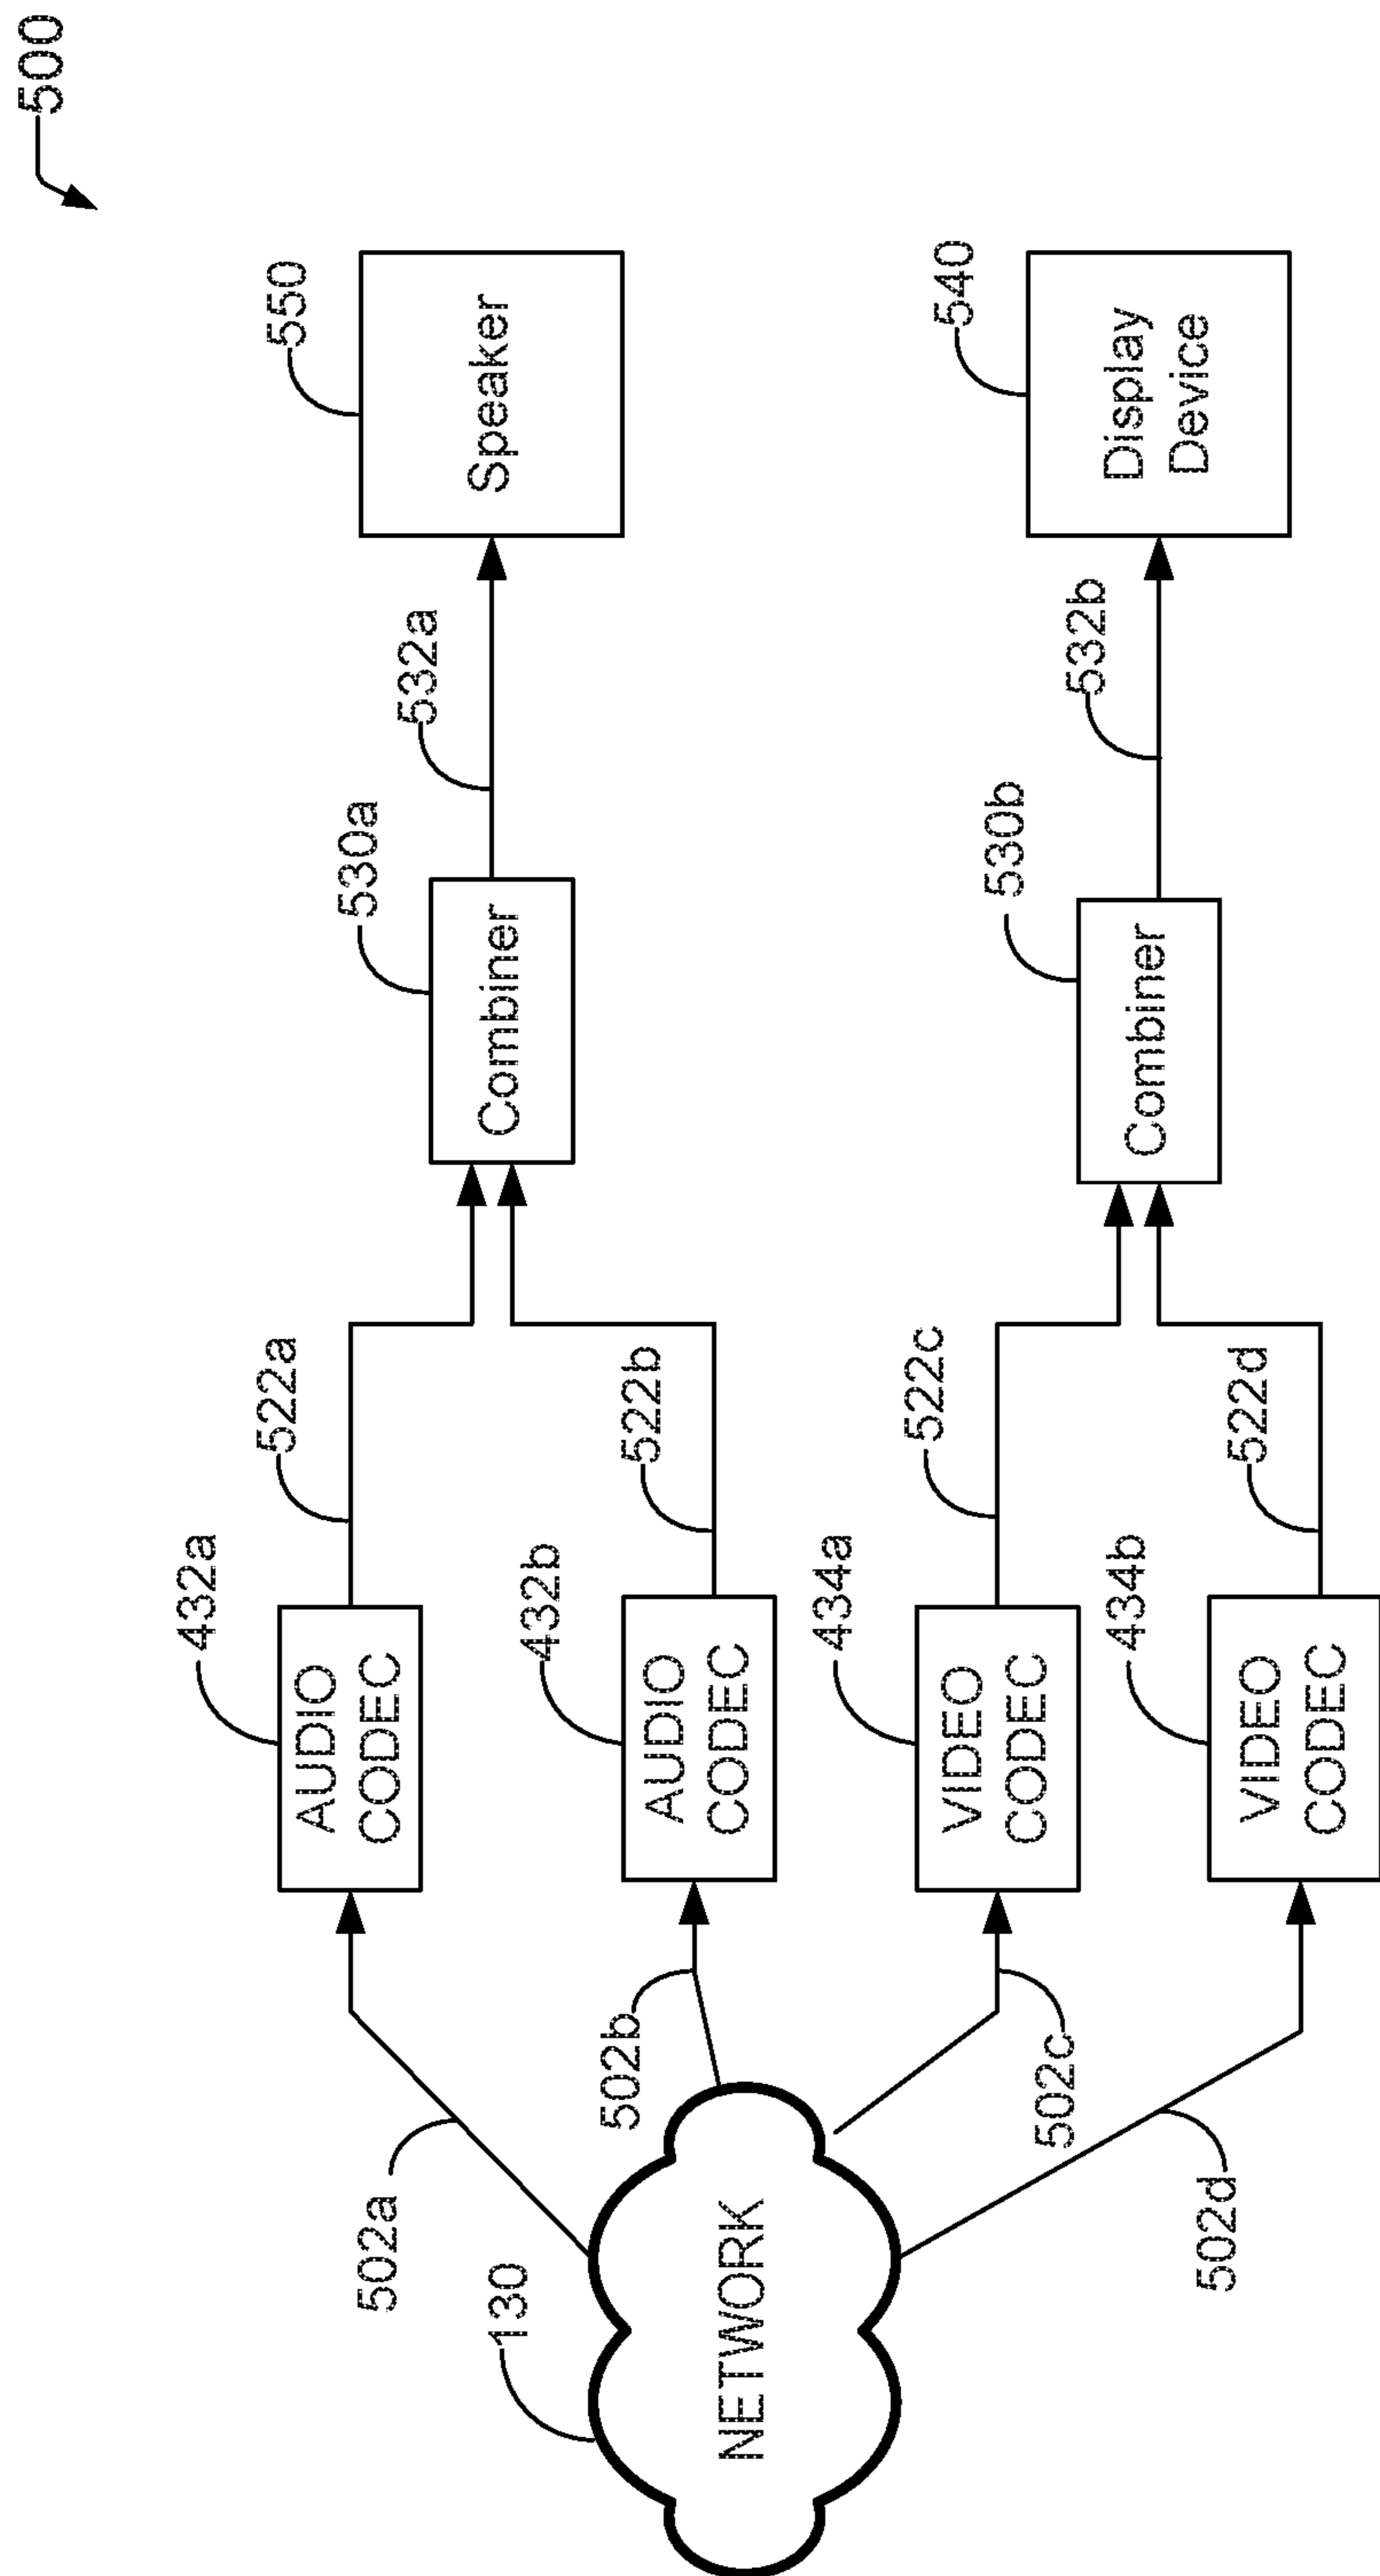 500
550
Speaker
540
Display
Device
532a
532b
530a
Combiner
530b
Combiner
522a
522b
522c
522d
432a
AUDIO
CODEC
432b
AUDIO
CODEC
434a
VIDEO
CODEC
434b
VIDEO
CODEC
502a
502b
502c
502d
130
NETWORK